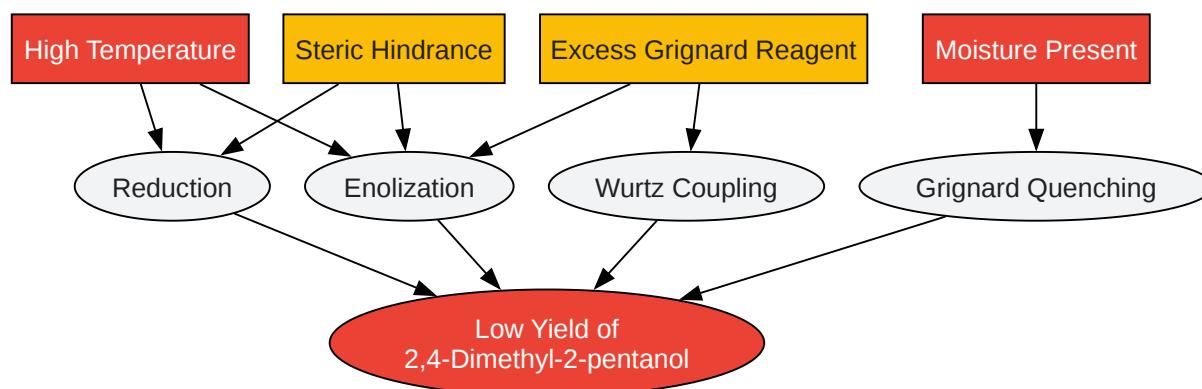 High Temperature
Steric Hindrance
Excess Grignard Reagent
Moisture Present
Reduction
Enolization
Wurtz Coupling
Grignard Quenching
Low Yield of
2,4-Dimethyl-2-pentanol